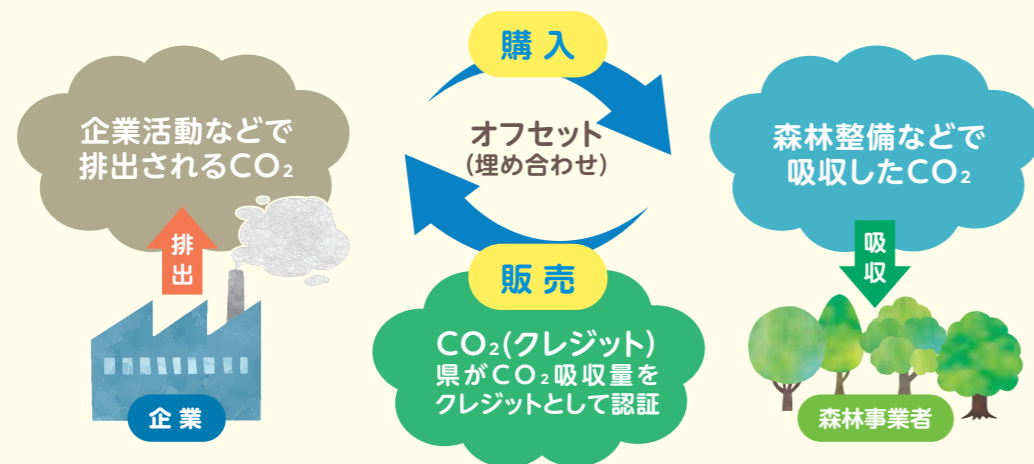 購入
企業活動などで
排出されるCO₂
オフセット
(埋め合わせ)
森林整備などで
吸収したCO₂
排出
吸収
販売
CO₂(クレジット)
県がCO₂吸収量を
クレジットとして認証
企業
森林事業者